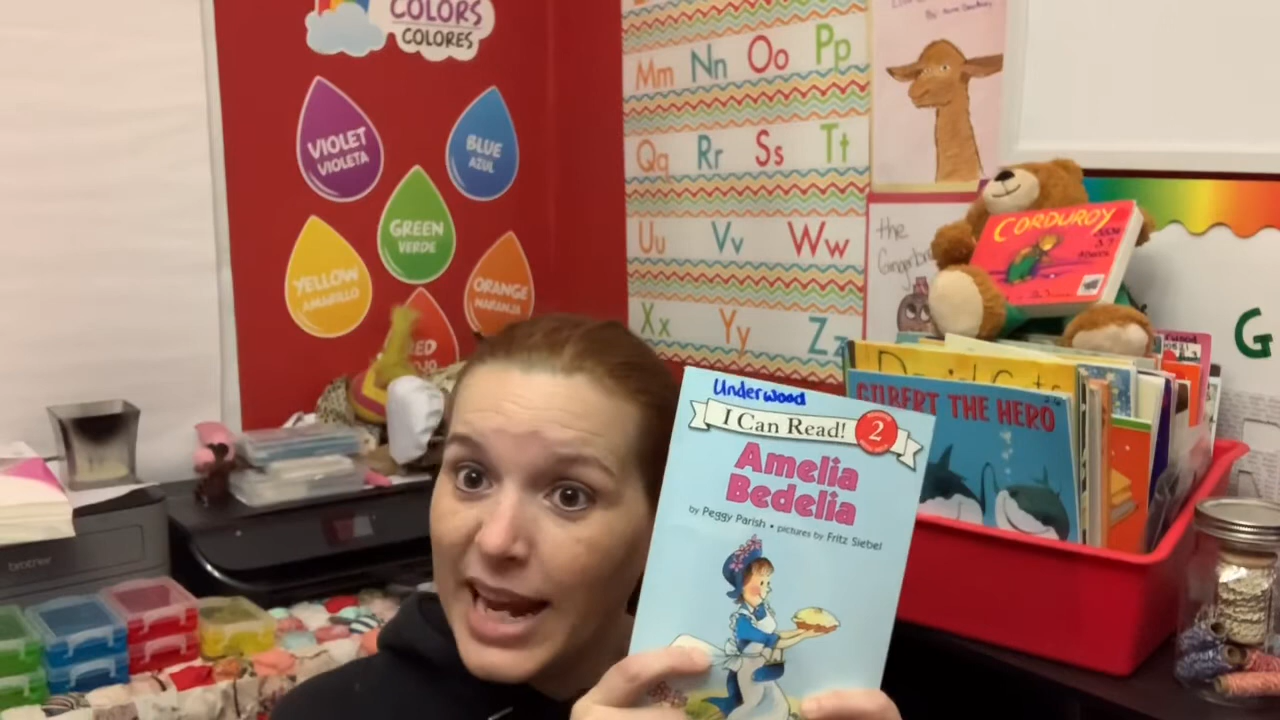 COLORS
COLORES
VIOLET
VIOLETA
BLUE
AZUL
GREEN
VERDE
YELLOW
AMARILLO
ORANGE
NARANJA
RED
Mm Nn Oo Pp
Qq Rr Ss Tt
Uu Vv Ww
Xx Yy Zz
the
CORDUROY
GILBERT THE HERO
G
brother
Underwood
I Can Read! 2
Amelia
Bedelia
by Peggy Parish • pictures by Fritz Siebel